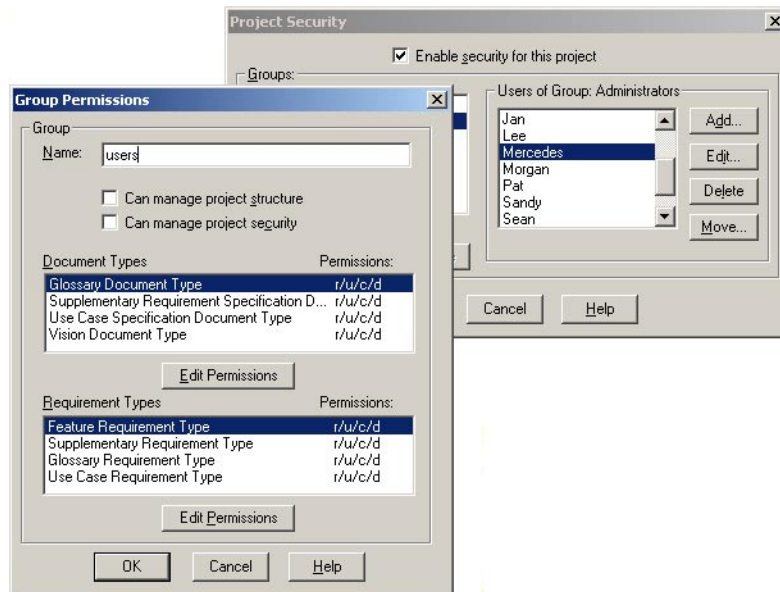 Project Security
Enable security for this project
Groups:
Users of Group: Administrators
Jan
Lee
Mercedes
Morgan
Pat
Sandy
Sean
Add...
Edit...
Delete
Move...
Cancel
Help
Group Permissions
Group
Name:
users
Can manage project structure
Can manage project security
Document Types Permissions:
Glossary Document Type r/u/c/d
Supplementary Requirement Specification D... r/u/c/d
Use Case Specification Document Type r/u/c/d
Vision Document Type r/u/c/d
Edit Permissions
Requirement Types Permissions:
Feature Requirement Type r/u/c/d
Supplementary Requirement Type r/u/c/d
Glossary Requirement Type r/u/c/d
Use Case Requirement Type r/u/c/d
Edit Permissions
OK
Cancel
Help